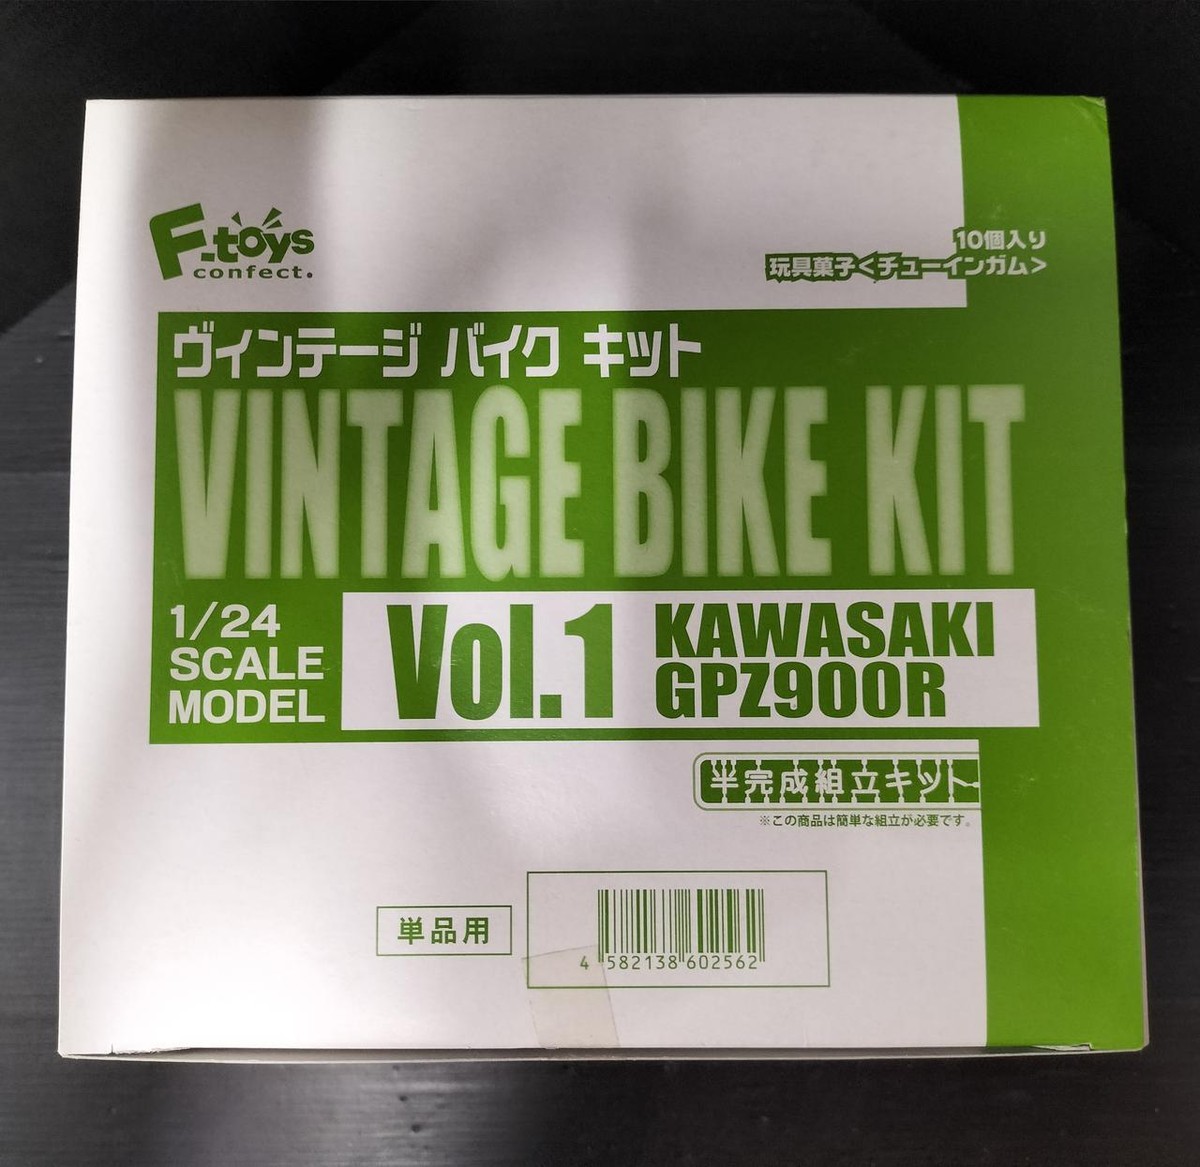 F-toys
confect.
10個入り
玩具菓子<チューインガム>
ヴィンテージ バイク キット
VINTAGE BIKE KIT
1/24
SCALE
MODEL
Vol.1
KAWASAKI
GPZ900R
半完成組立キット
※この商品は簡単な組立が必要です。
単品用
4 582138 602562